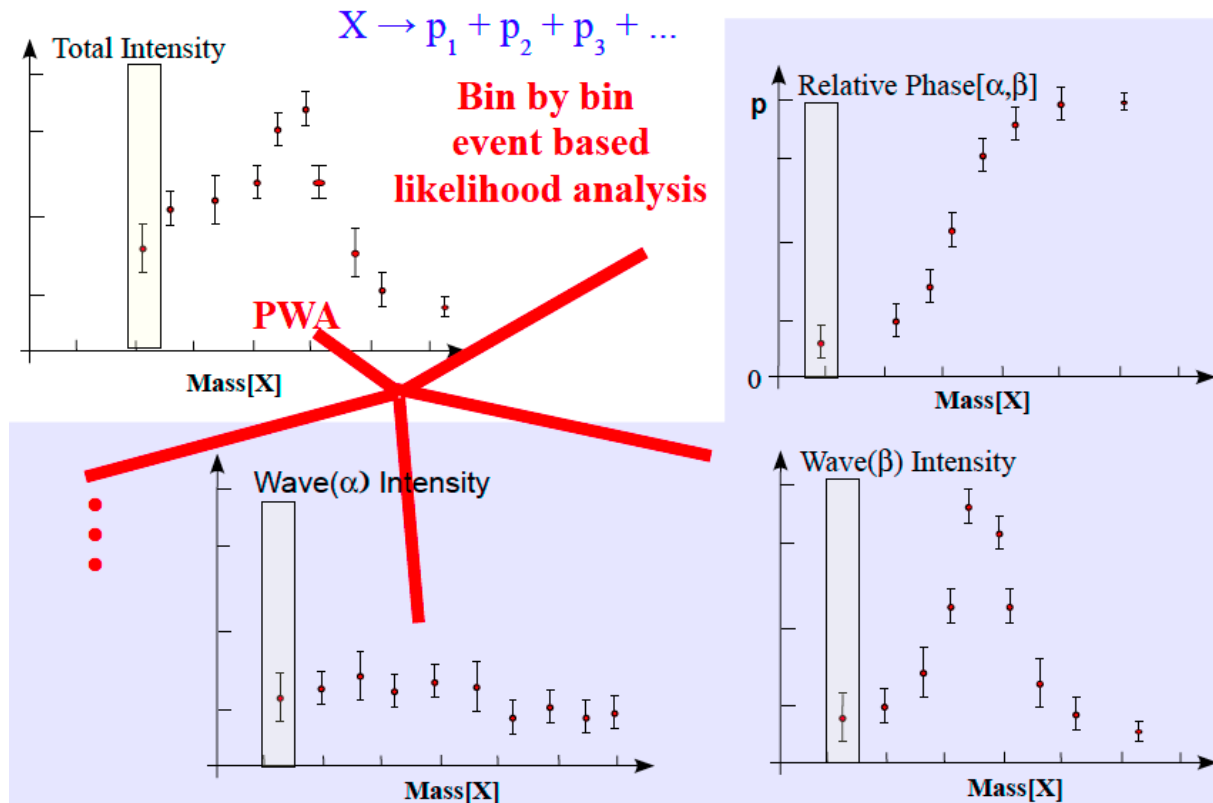 X → p₁ + p₂ + p₃ + ...
Total Intensity
Bin by bin
event based
likelihood analysis
PWA
Mass[X]
Relative Phase[α,β]
p
0
Mass[X]
Wave(α) Intensity
Mass[X]
Wave(β) Intensity
Mass[X]